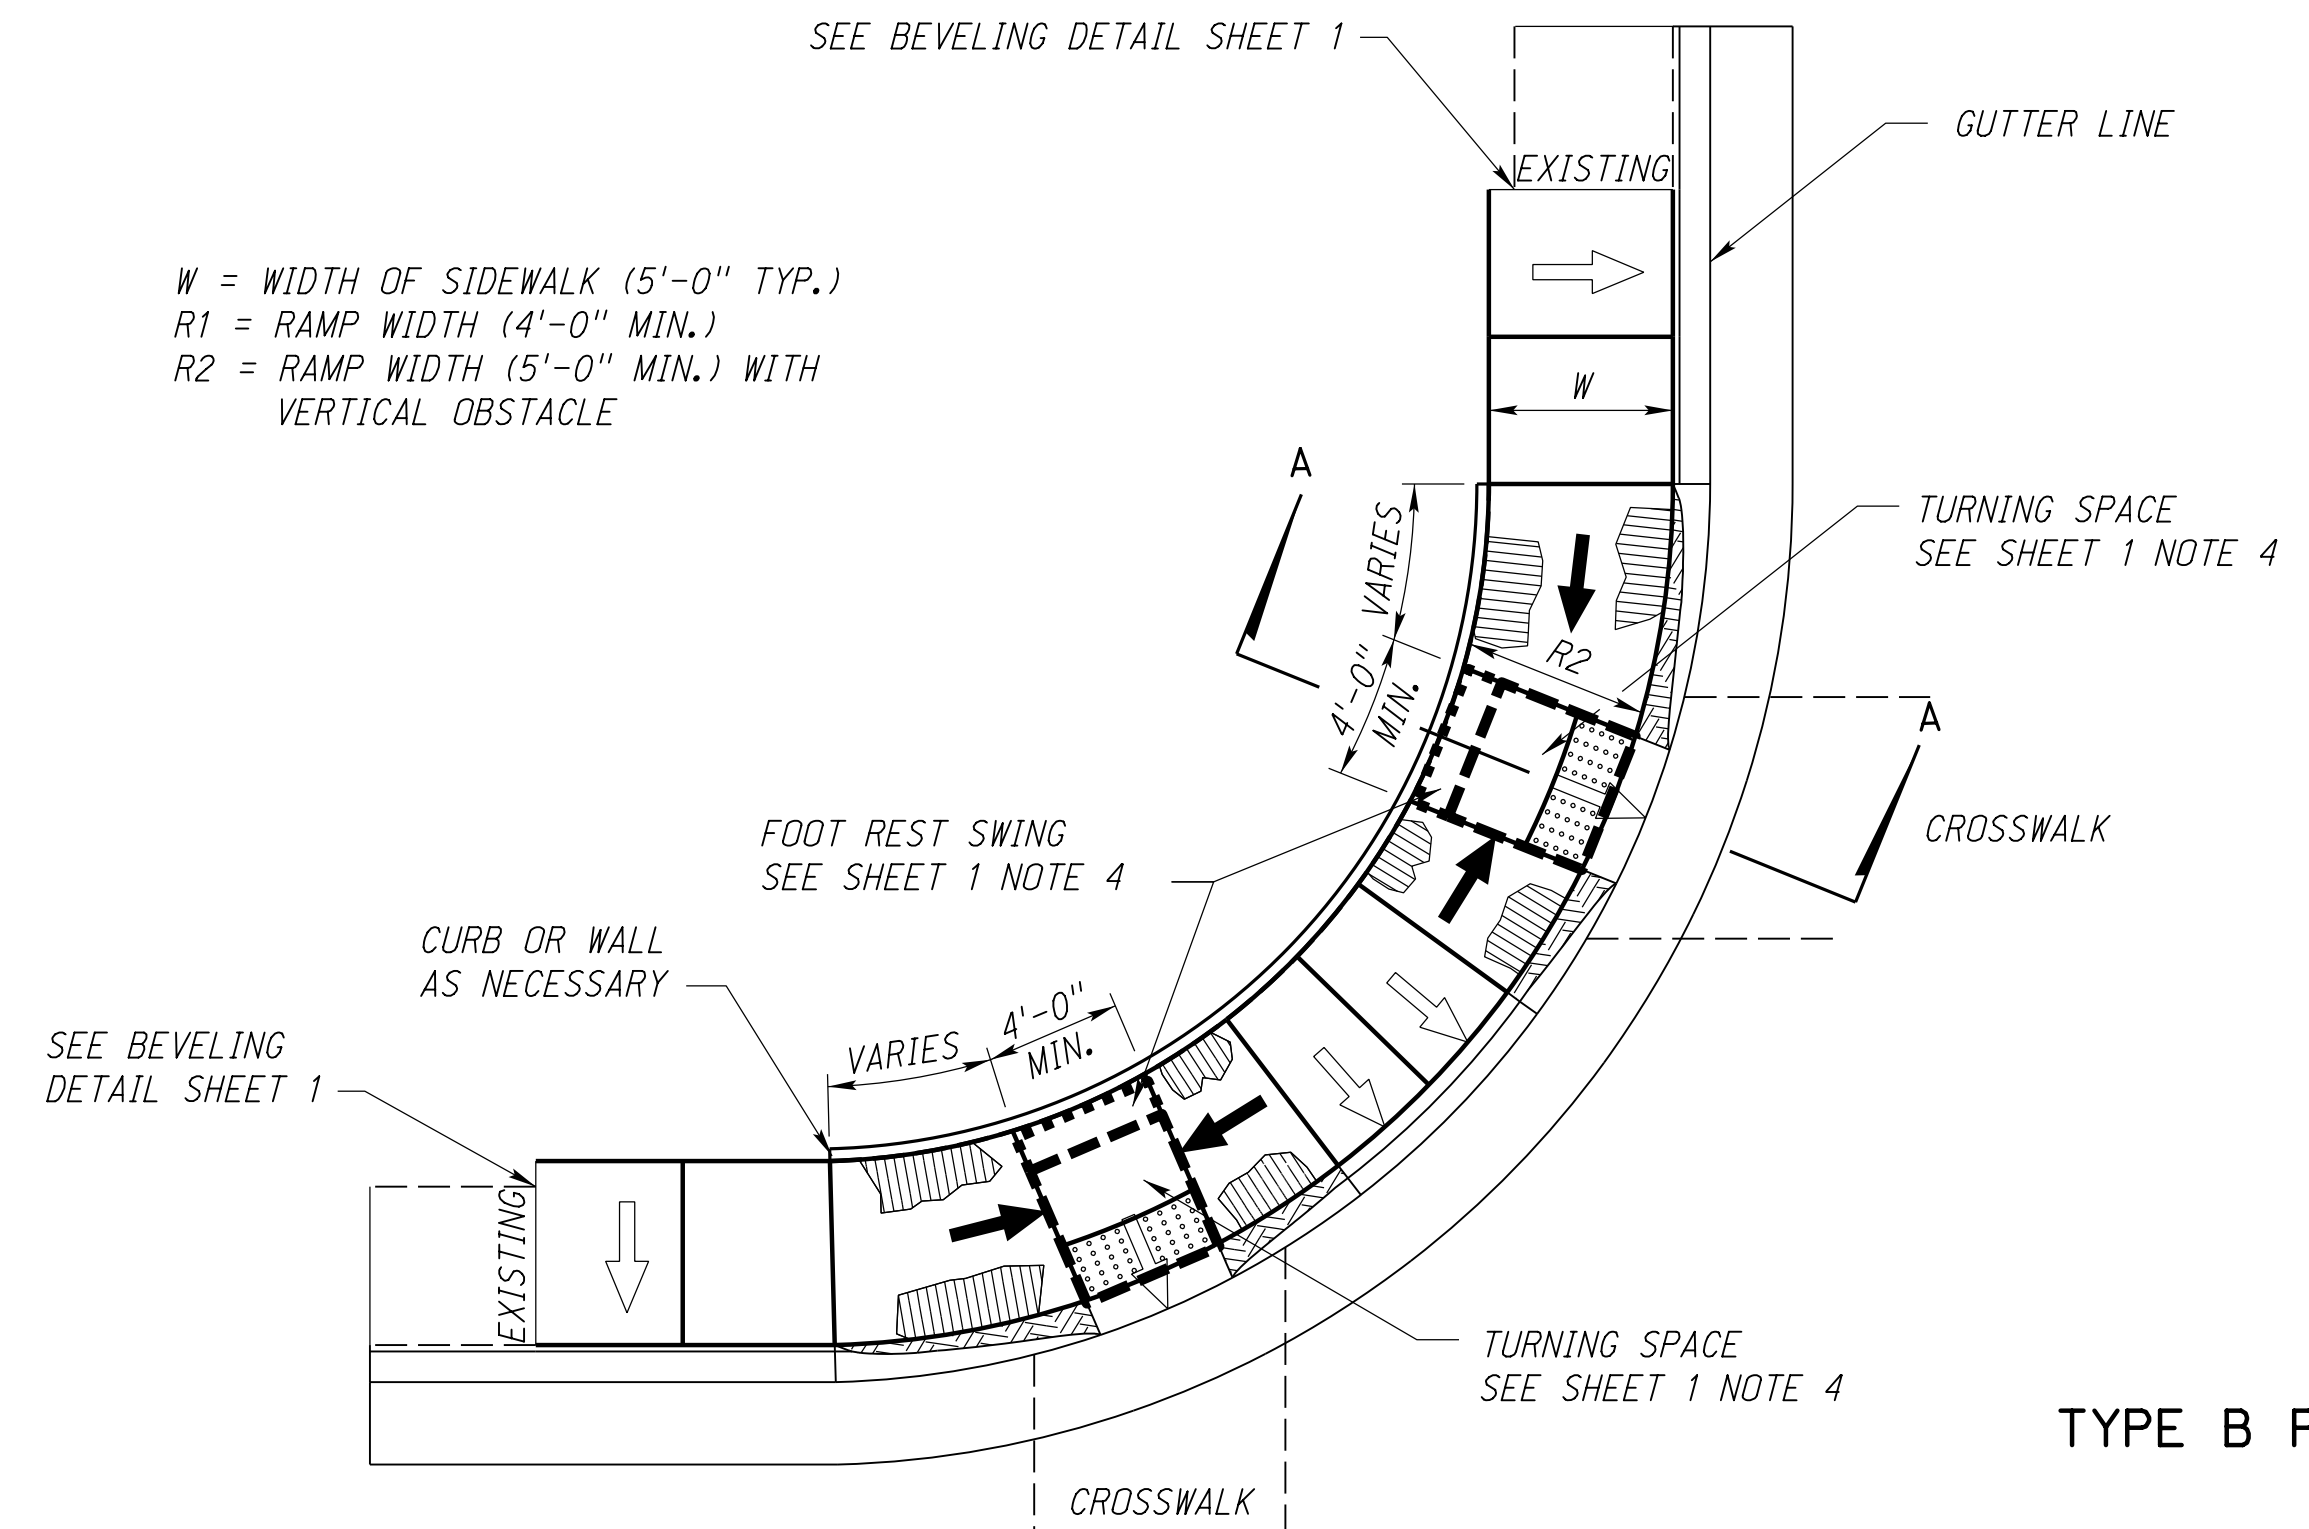 SEE BEVELING DETAIL SHEET 1
GUTTER LINE
EXISTING
W = WIDTH OF SIDEWALK (5'-0" TYP.)
R1 = RAMP WIDTH (4'-0" MIN.)
R2 = RAMP WIDTH (5'-0" MIN.) WITH
VERTICAL OBSTACLE
W
A
VARIES
TURNING SPACE
SEE SHEET 1 NOTE 4
R2
4'-0"
MIN.
A
CROSSWALK
FOOT REST SWING
SEE SHEET 1 NOTE 4
CURB OR WALL
AS NECESSARY
4'-0"
MIN.
VARIES
SEE BEVELING
DETAIL SHEET 1
EXISTING
TURNING SPACE
SEE SHEET 1 NOTE 4
TYPE B
CROSSWALK